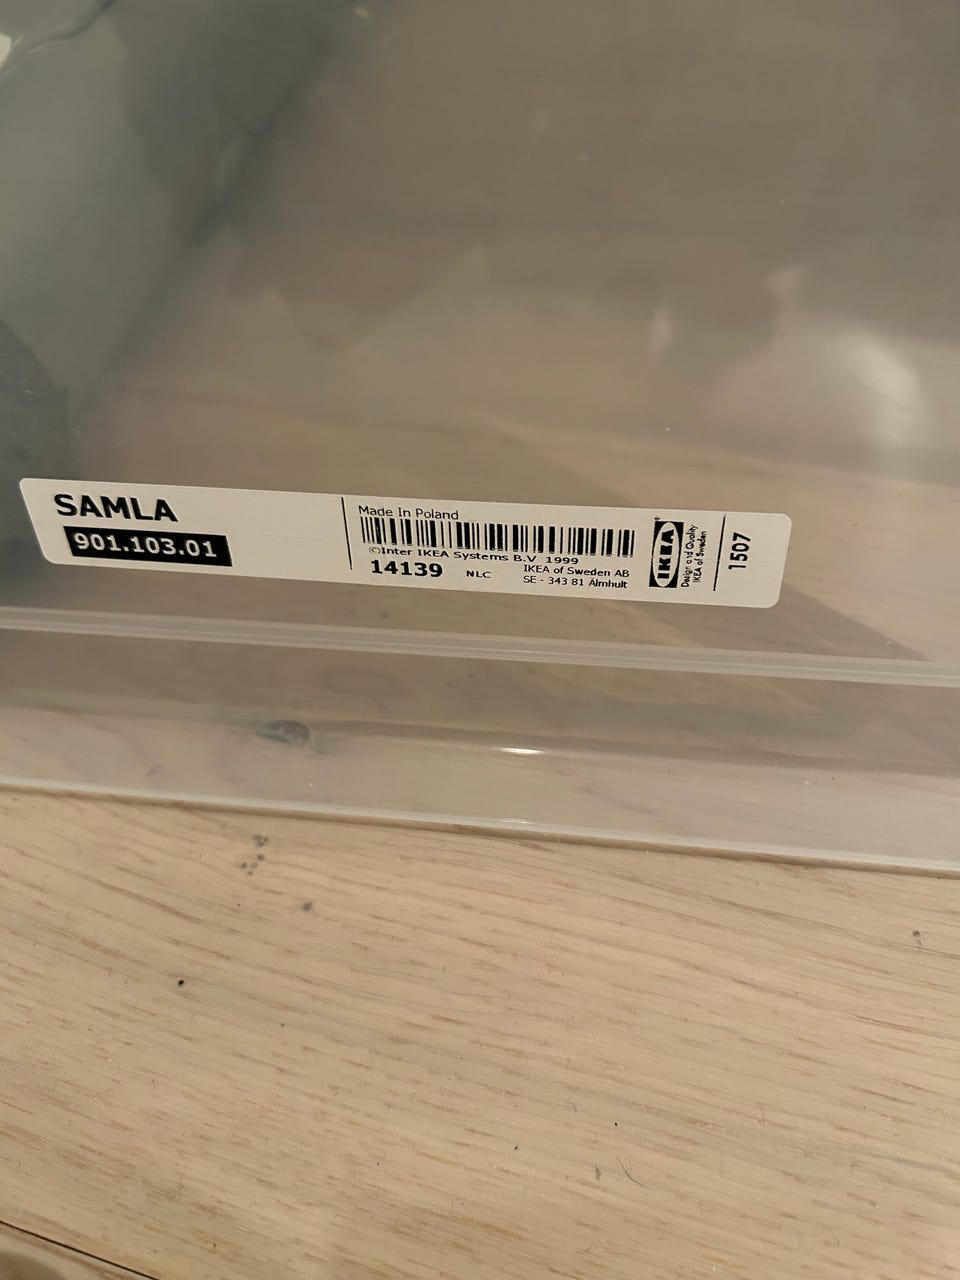 SAMLA
901.103.01
Made In Poland
©Inter IKEA Systems B.V 1999
14139
NLC
IKEA of Sweden AB
SE - 343 81 Älmhult
IKEA
Design and Quality
IKEA of Sweden
1507